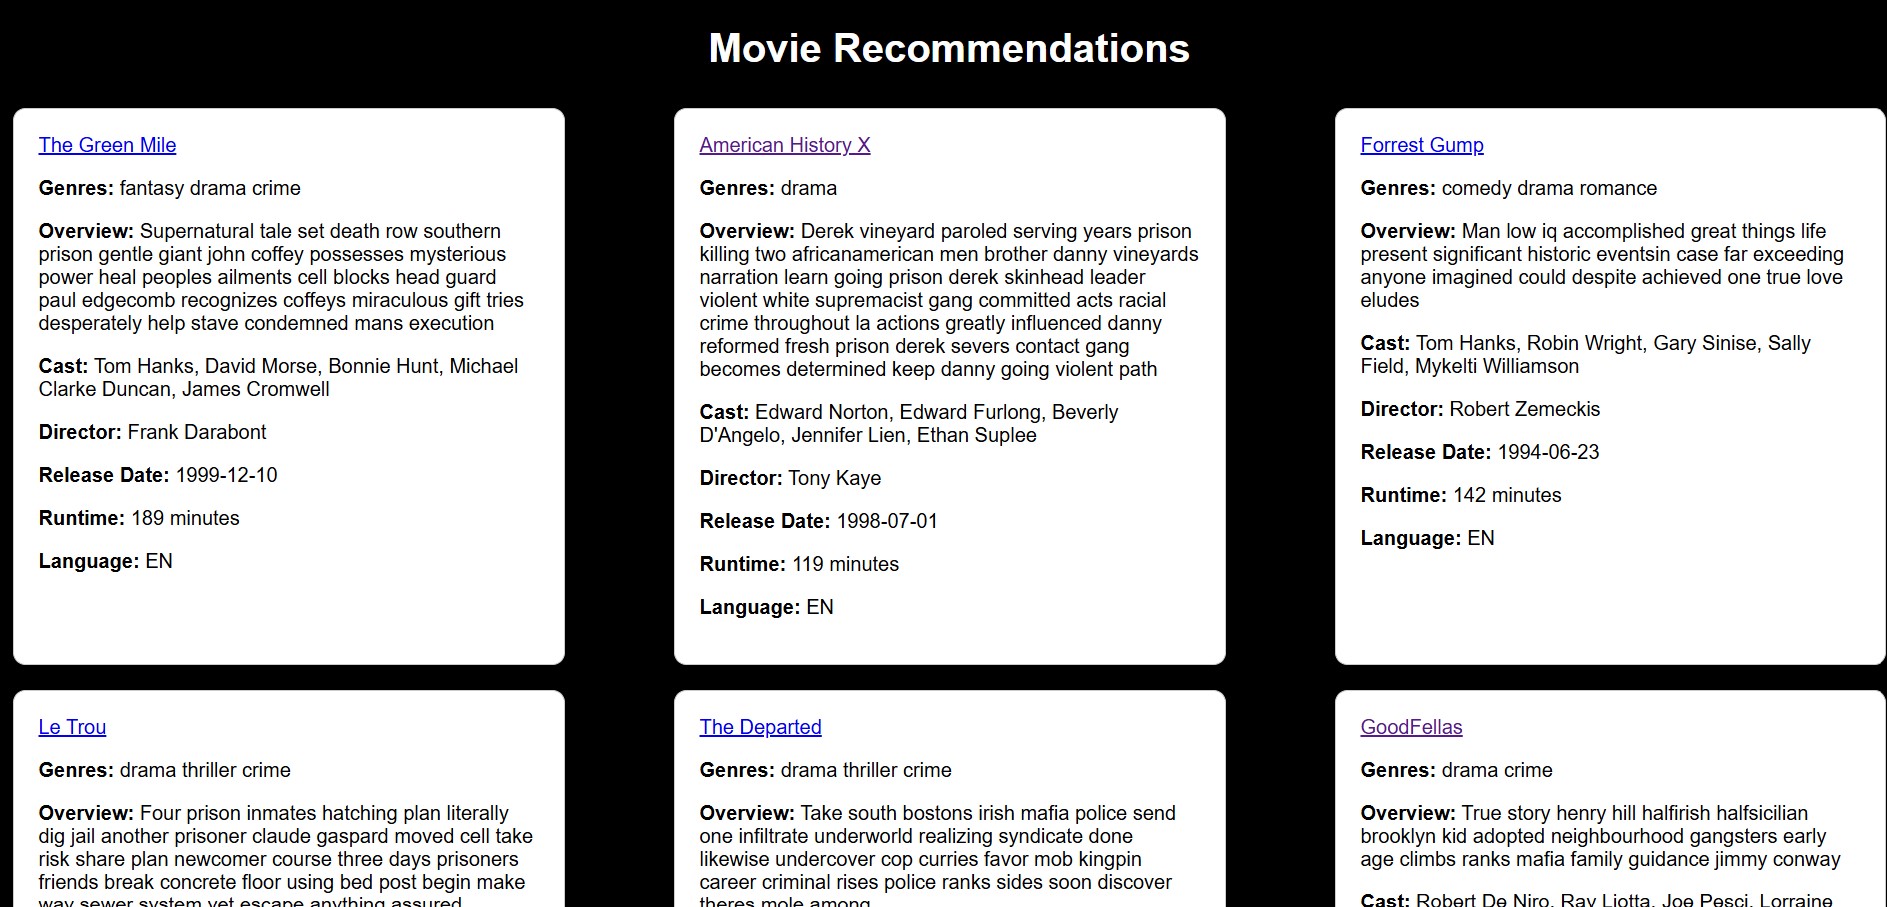 Movie Recommendations
The Green Mile
Genres: fantasy drama crime
Overview: Supernatural tale set death row southern
prison gentle giant john coffey possesses mysterious
power heal peoples ailments cell blocks head guard
paul edgecomb recognizes coffeys miraculous gift tries
desperately help stave condemned mans execution
Cast: Tom Hanks, David Morse, Bonnie Hunt, Michael
Clarke Duncan, James Cromwell
Director: Frank Darabont
Release Date: 1999-12-10
Runtime: 189 minutes
Language: EN
American History X
Genres: drama
Overview: Derek vineyard paroled serving years prison
killing two africanamerican men brother danny vineyards
narration learn going prison derek skinhead leader
violent white supremacist gang committed acts racial
crime throughout la actions greatly influenced danny
reformed fresh prison derek severs contact gang
becomes determined keep danny going violent path
Cast: Edward Norton, Edward Furlong, Beverly
D'Angelo, Jennifer Lien, Ethan Suplee
Director: Tony Kaye
Release Date: 1998-07-01
Runtime: 119 minutes
Language: EN
Forrest Gump
Genres: comedy drama romance
Overview: Man low iq accomplished great things life
present significant historic eventsin case far exceeding
anyone imagined could despite achieved one true love
eludes
Cast: Tom Hanks, Robin Wright, Gary Sinise, Sally
Field, Mykelti Williamson
Director: Robert Zemeckis
Release Date: 1994-06-23
Runtime: 142 minutes
Language: EN
Le Trou
Genres: drama thriller crime
Overview: Four prison inmates hatching plan literally
dig jail another prisoner claude gaspard moved cell take
risk share plan newcomer course three days prisoners
friends break concrete floor using bed post begin make
way sewer system yet escape anything assured
The Departed
Genres: drama thriller crime
Overview: Take south bostons irish mafia police send
one infiltrate underworld realizing syndicate done
likewise undercover cop curries favor mob kingpin
career criminal rises police ranks sides soon discover
theres mole among
GoodFellas
Genres: drama crime
Overview: True story henry hill halfirish halfsicilian
brooklyn kid adopted neighbourhood gangsters early
age climbs ranks mafia family guidance jimmy conway
Cast: Robert De Niro, Ray Liotta, Joe Pesci, Lorraine